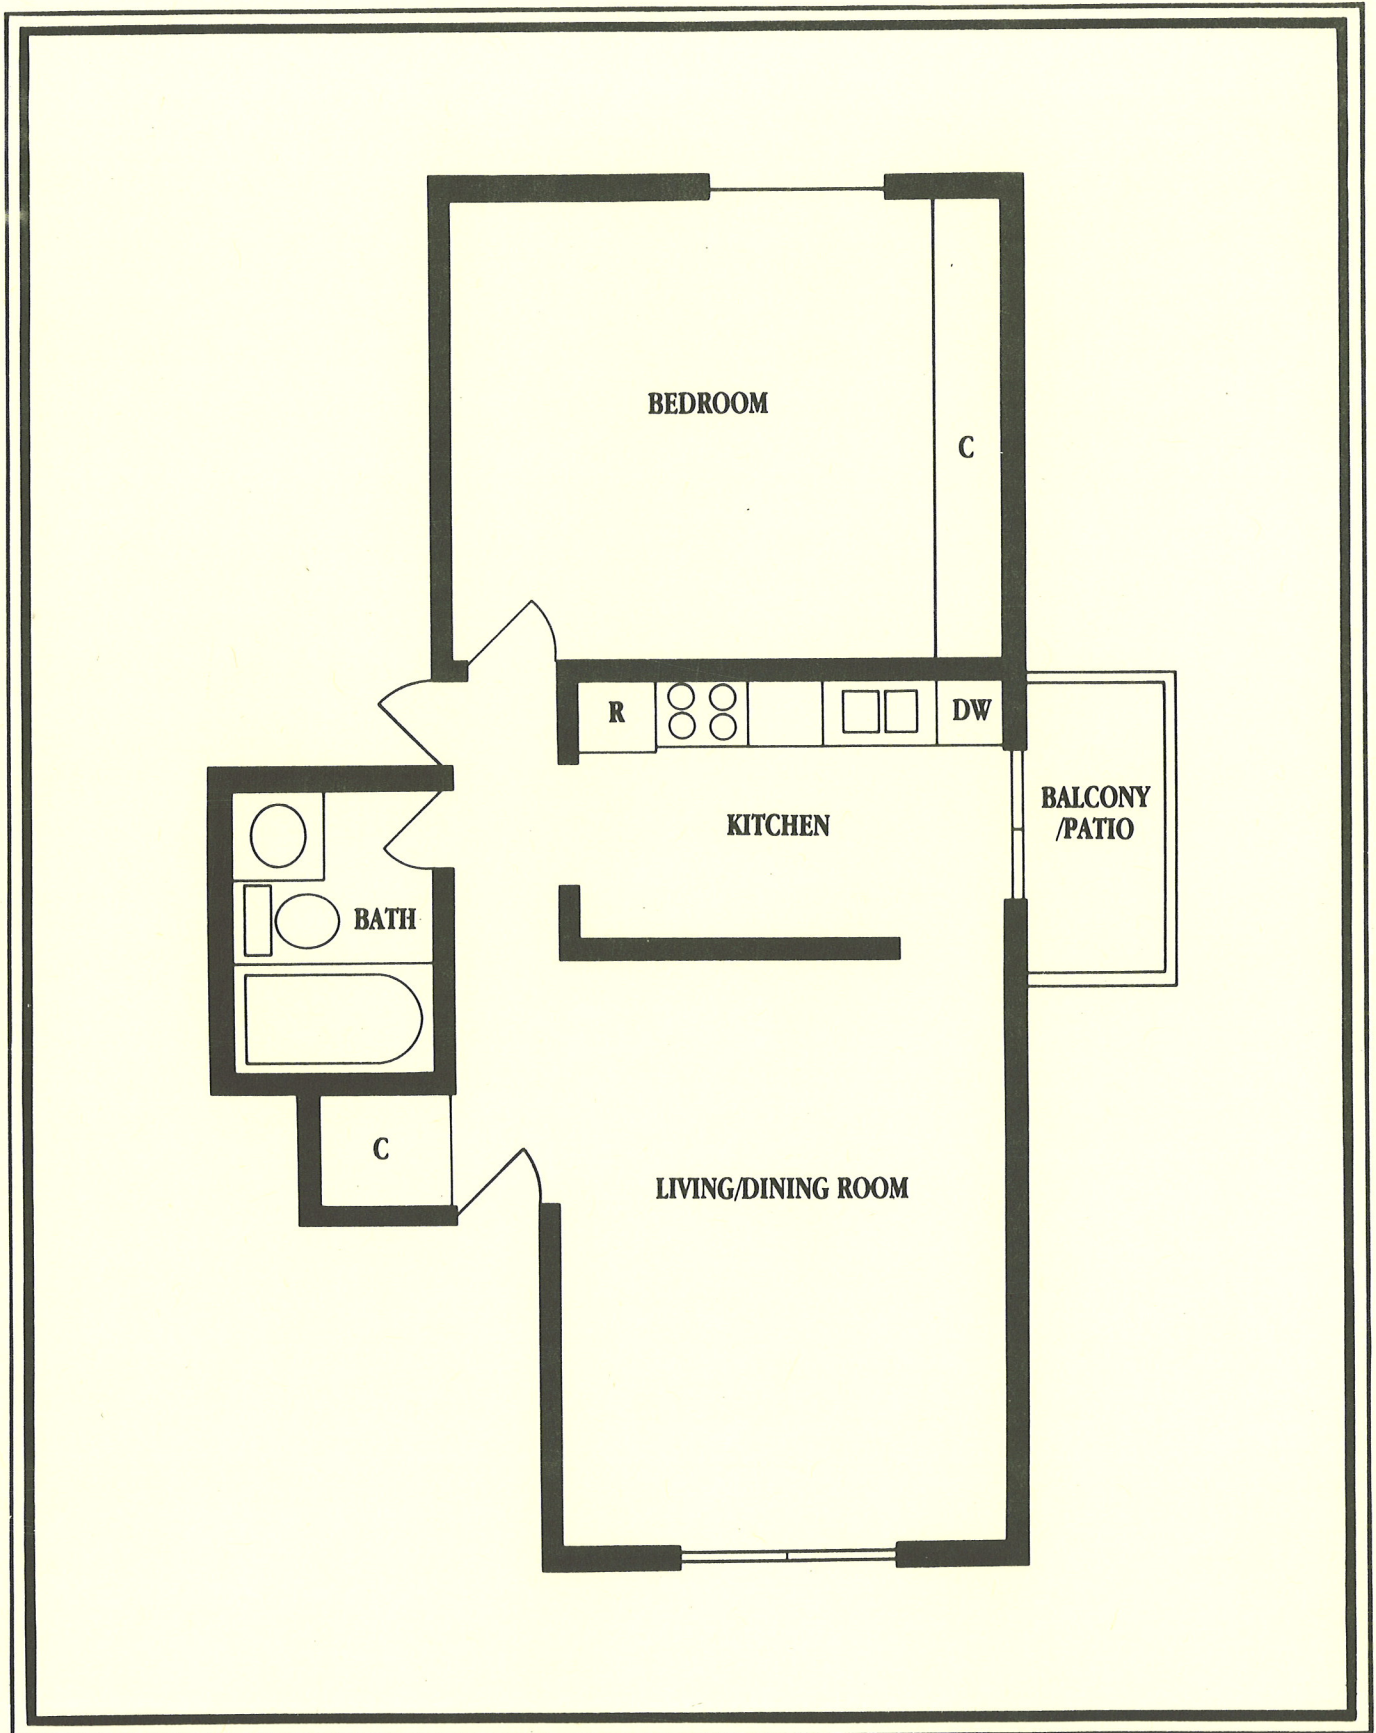 BEDROOM
C
R
DW
BALCONY
/PATIO
KITCHEN
BATH
C
LIVING/DINING ROOM